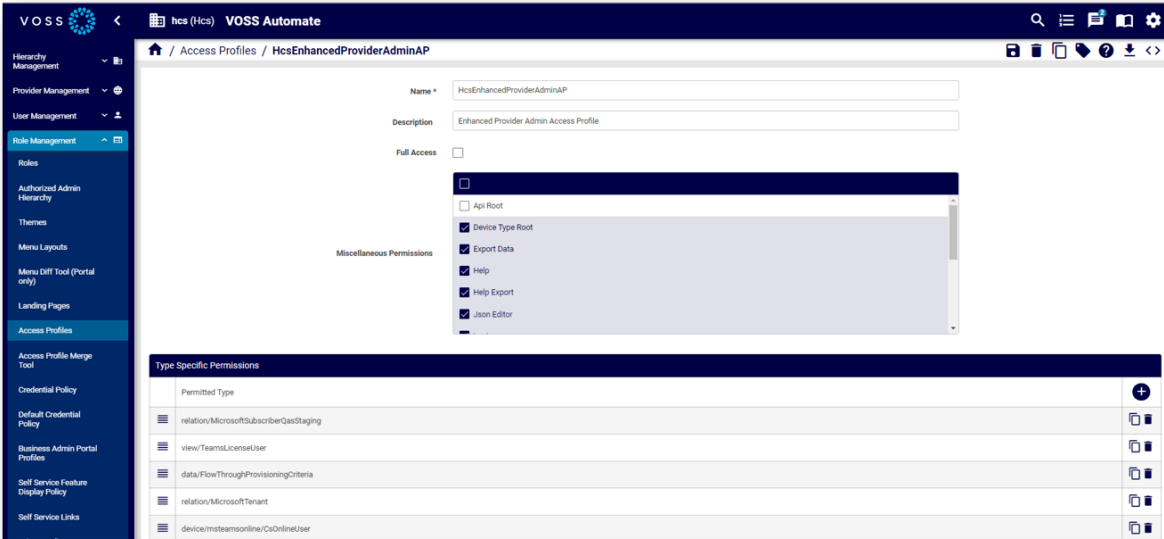 VOSS
hcs (Hcs) VOSS Automate
2
Hierarchy
Management
Provider Management
User Management
Role Management
Roles
Authorized Admin
Hierarchy
Themes
Menu Layouts
Menu Diff Tool (Portal
only)
Landing Pages
Access Profiles
Access Profile Merge
Tool
Credential Policy
Default Credential
Policy
Business Admin Portal
Profiles
Self Service Feature
Display Policy
Self Service Links
/ Access Profiles / HcsEnhancedProviderAdminAP
Name * HcsEnhancedProviderAdminAP
Description Enhanced Provider Admin Access Profile
Full Access
Miscellaneous Permissions
Api Root
Device Type Root
Export Data
Help
Help Export
Json Editor
Type Specific Permissions
Permitted Type
relation/MicrosoftSubscriberQasStaging
view/TeamsLicenseUser
data/FlowThroughProvisioningCriteria
relation/MicrosoftTenant
device/msteamsonline/CsOnlineUser